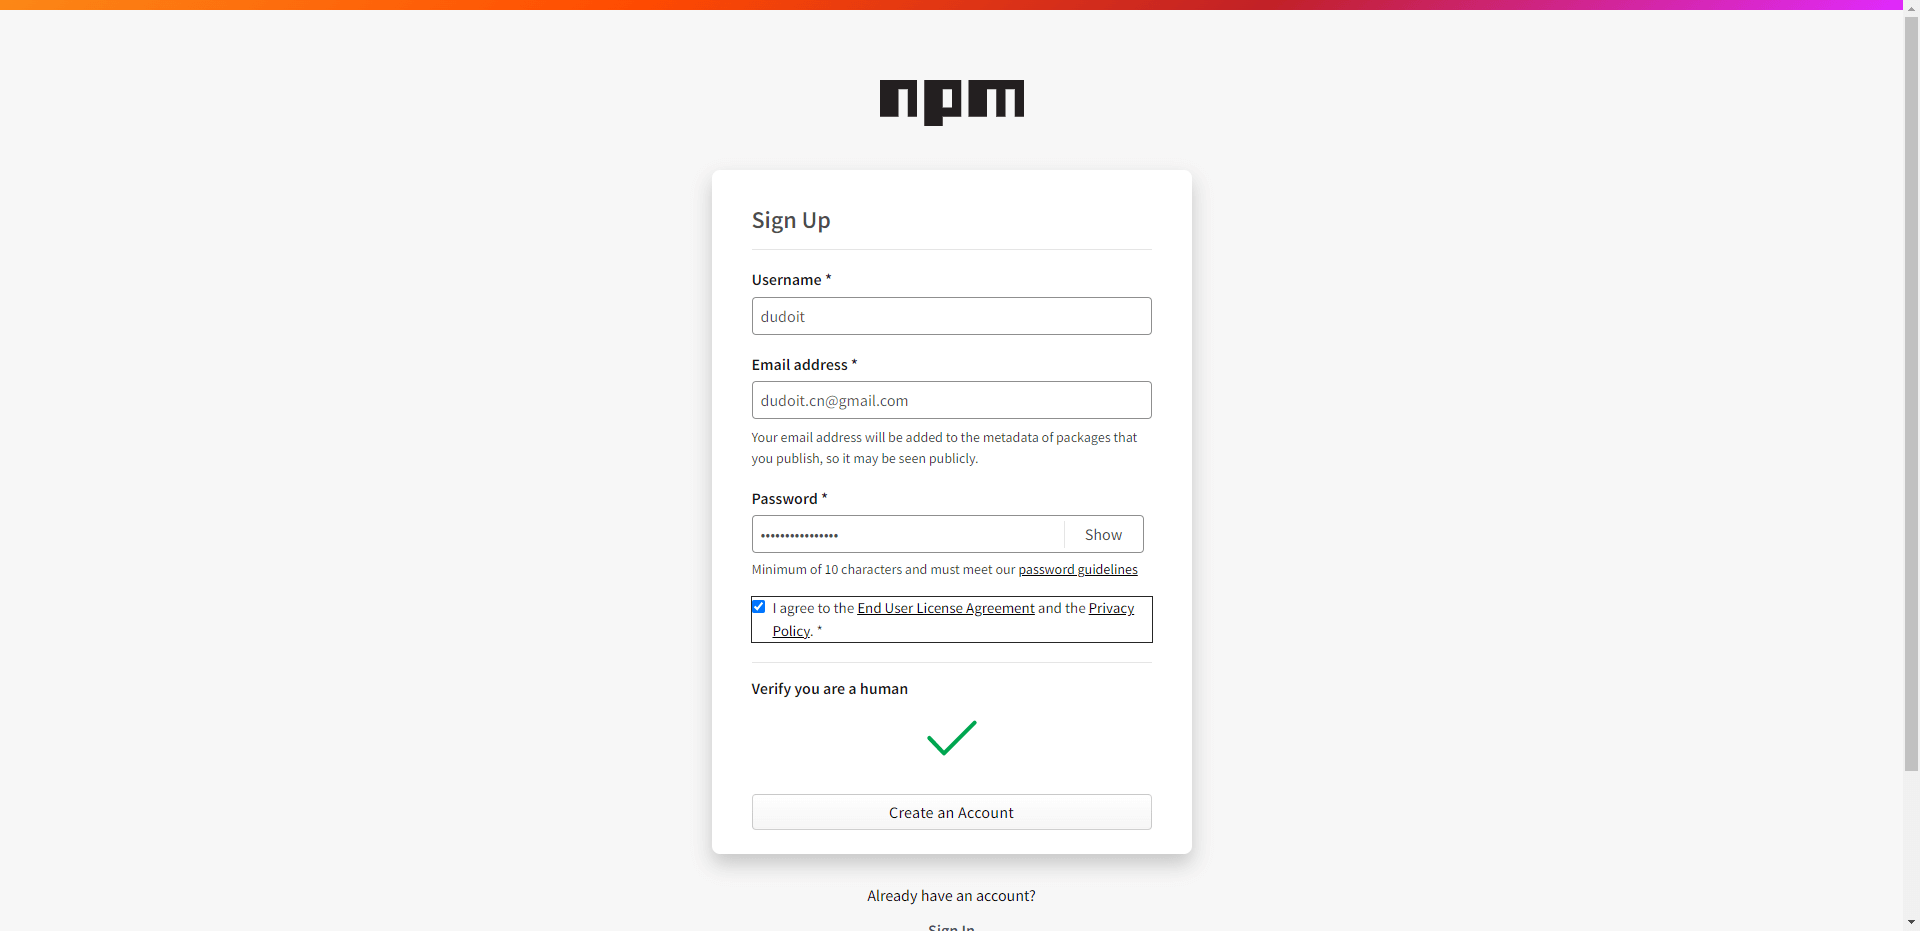 npm
Sign Up
Username *
dudoit
Email address *
dudoit.cn@gmail.com
Your email address will be added to the metadata of packages that
you publish, so it may be seen publicly.
Password *
••••••••••••••••
Show
Minimum of 10 characters and must meet our password guidelines
I agree to the End User License Agreement and the Privacy
Policy. *
Verify you are a human
Create an Account
Already have an account?
Sign In